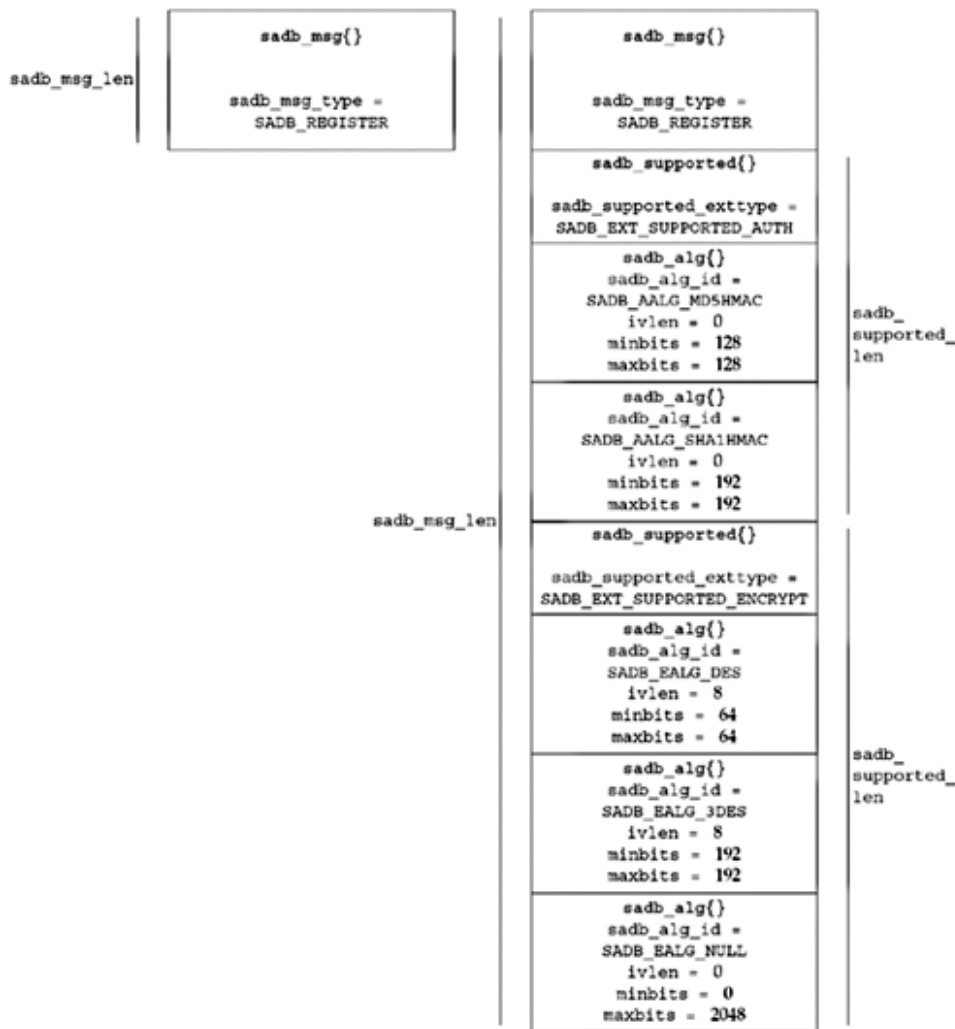 sadb_msg{}
sadb_msg_len
sadb_msg_type =
SADB_REGISTER
sadb_msg{}
sadb_msg_type =
SADB_REGISTER
sadb_supported{}
sadb_supported_exttype =
SADB_EXT_SUPPORTED_AUTH
sadb_alg{}
sadb_alg_id =
SADB_AALG_MD5HMAC
ivlen = 0
minbits = 128
maxbits = 128
sadb_
supported_
len
sadb_alg{}
sadb_alg_id =
SADB_AALG_SHA1HMAC
ivlen = 0
minbits = 192
maxbits = 192
sadb_msg_len
sadb_supported{}
sadb_supported_exttype =
SADB_EXT_SUPPORTED_ENCRYPT
sadb_alg{}
sadb_alg_id =
SADB_EALG_DES
ivlen = 8
minbits = 64
maxbits = 64
sadb_
supported_
len
sadb_alg{}
sadb_alg_id =
SADB_EALG_3DES
ivlen = 8
minbits = 192
maxbits = 192
sadb_alg{}
sadb_alg_id =
SADB_EALG_NULL
ivlen = 0
minbits = 0
maxbits = 2048